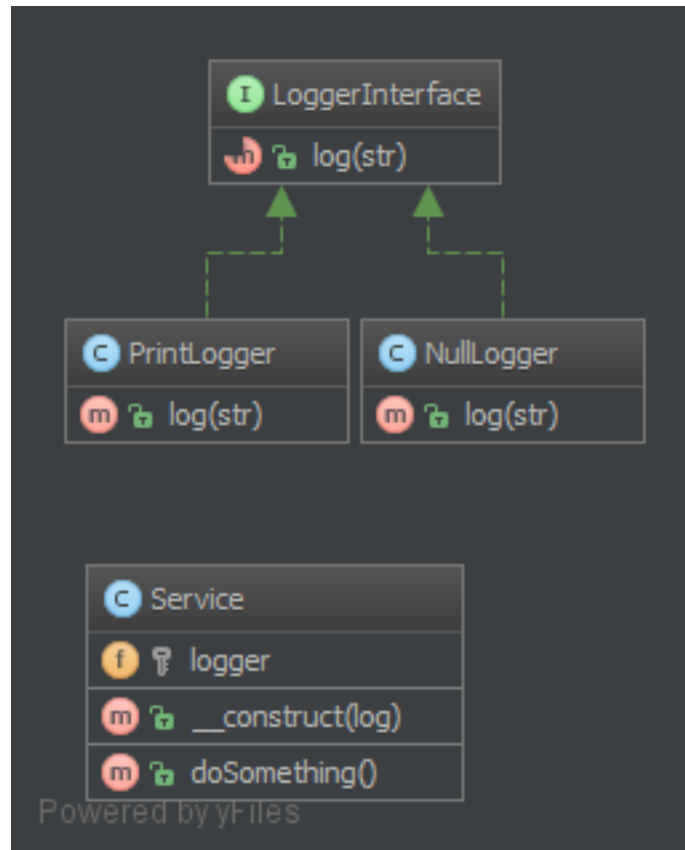 I LoggerInterface
m log(str)
C PrintLogger
m log(str)
C NullLogger
m log(str)
C Service
f logger
m __construct(log)
m doSomething()
Powered by yFiles